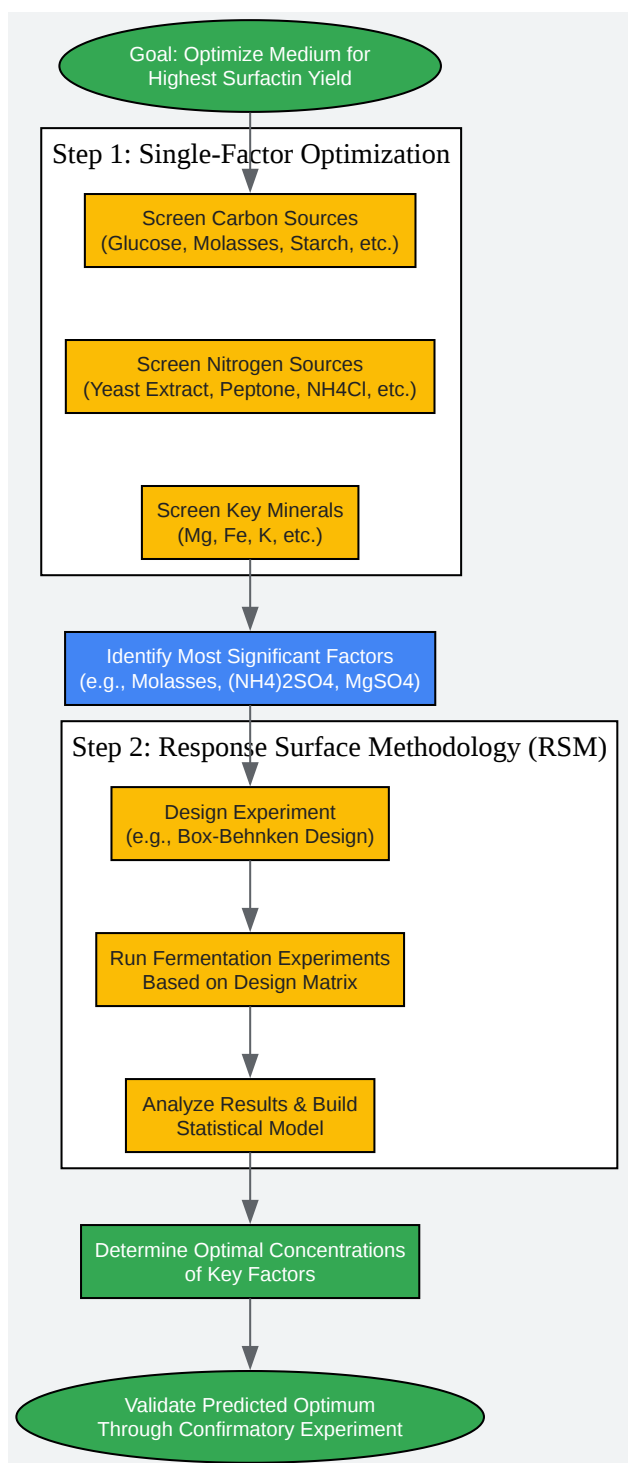 Goal: Optimize Medium for
Highest Surfactin Yield
Step 1: Single-Factor Optimization
Screen Carbon Sources
(Glucose, Molasses, Starch, etc.)
Screen Nitrogen Sources
(Yeast Extract, Peptone, NH4Cl, etc.)
Screen Key Minerals
(Mg, Fe, K, etc.)
Identify Most Significant Factors
(e.g., Molasses, (NH4)2SO4, MgSO4)
Step 2: Response Surface Methodology (RSM)
Design Experiment
(e.g., Box-Behnken Design)
Run Fermentation Experiments
Based on Design Matrix
Analyze Results & Build
Statistical Model
Determine Optimal Concentrations
of Key Factors
Validate Predicted Optimum
Through Confirmatory Experiment